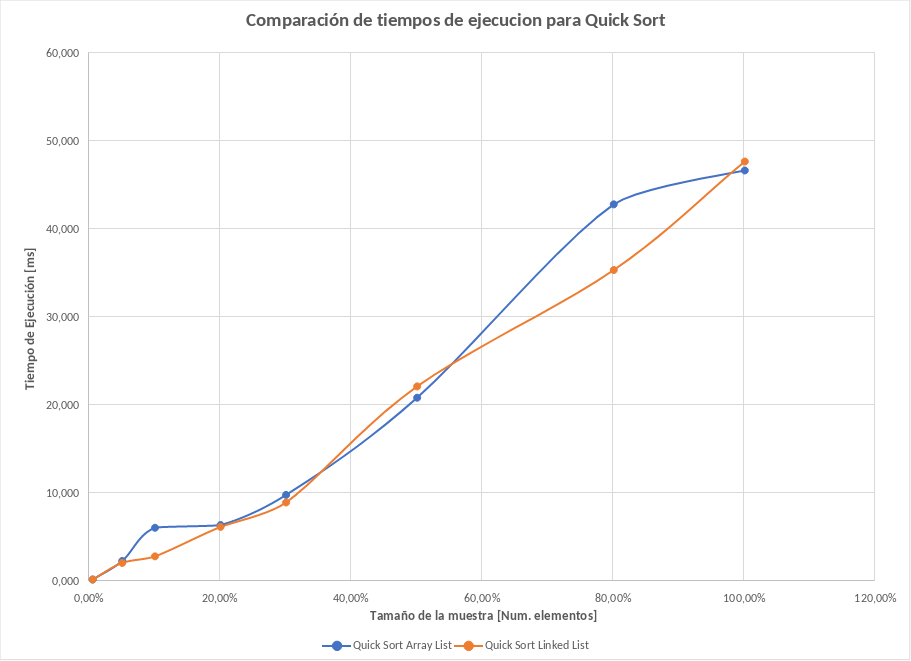 Comparación de tiempos de ejecucion para Quick Sort
60,000
50,000
40,000
30,000
20,000
10,000
0,000
Tiempo de Ejecución [ms]
0,00% 20,00% 40,00% 60,00% 80,00% 100,00% 120,00%
Tamaño de la muestra [Num. elementos]
Quick Sort Array List Quick Sort Linked List